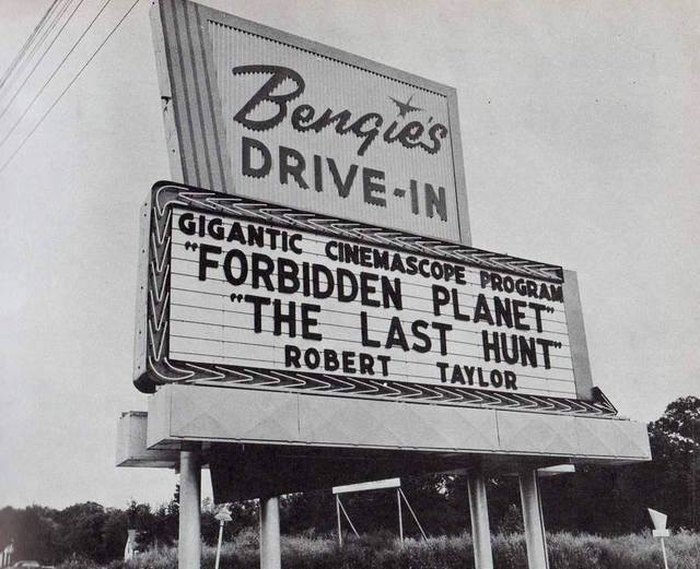 Bengie's
DRIVE-IN
GIGANTIC CINEMASCOPE PROGRAM
"FORBIDDEN PLANET"
"THE LAST HUNT"
ROBERT TAYLOR